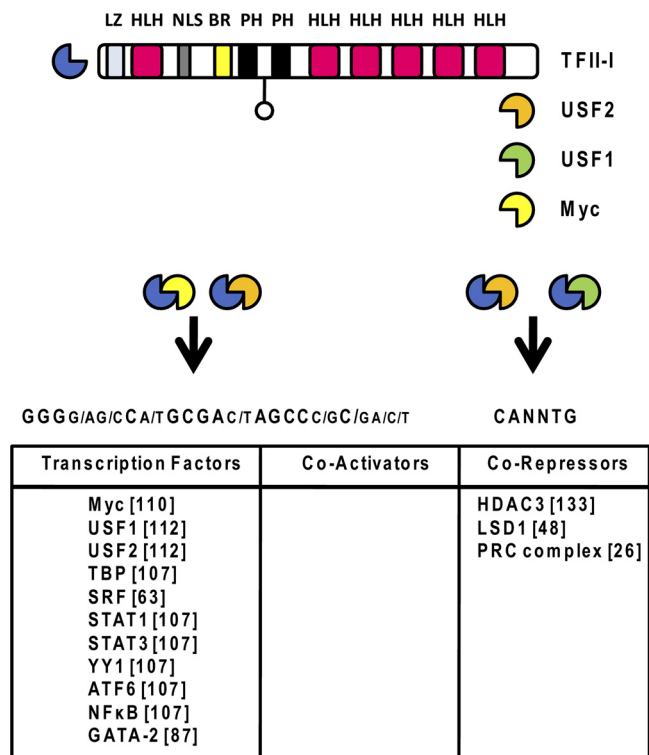 LZ HLH NLS BR PH PH HLH HLH HLH HLH HLH
TFII-I
USF2
USF1
Myc
GGGG/AG/CCA/TGCGAC/TAGCCC/GC/GA/C/T
CANNTG
Transcription Factors Co-Activators Co-Repressors
Myc [110] HDAC3 [133]
USF1 [112] LSD1 [48]
USF2 [112] PRC complex [26]
TBP [107]
SRF [63]
STAT1 [107]
STAT3 [107]
YY1 [107]
ATF6 [107]
NFκB [107]
GATA-2 [87]